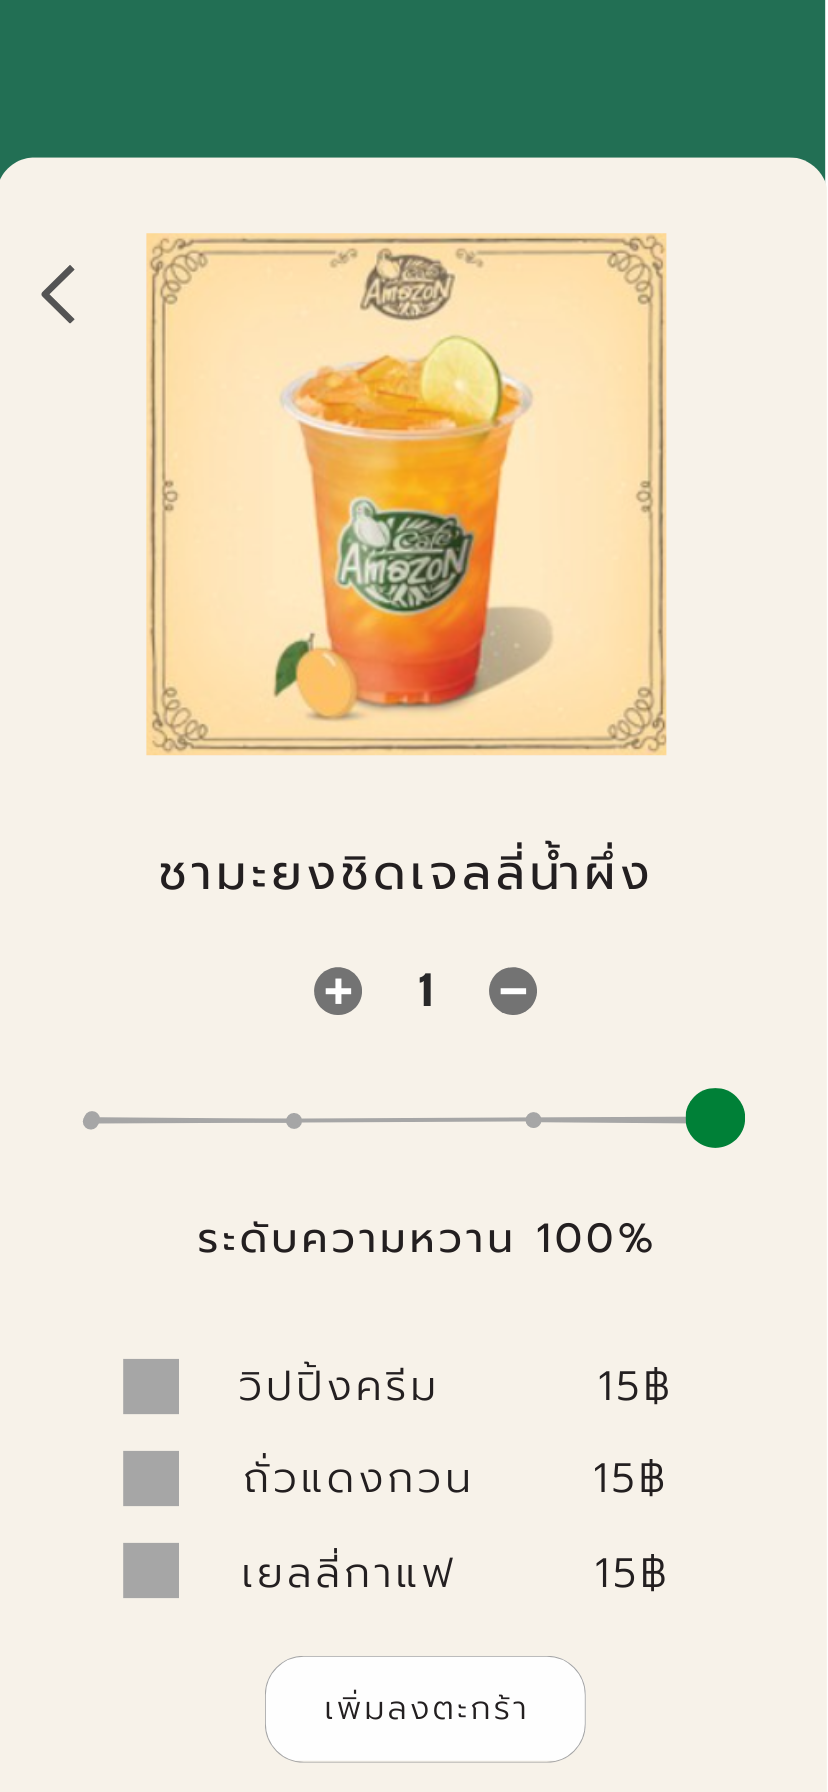 Café
AmazoN
Café
AmazoN
ชามะยงชิดเจลลี่น้ำผึ้ง
1
ระดับความหวาน 100%
วิปปิ้งครีม 15฿
ถั่วแดงกวน 15฿
เยลลี่กาแฟ 15฿
เพิ่มลงตะกร้า